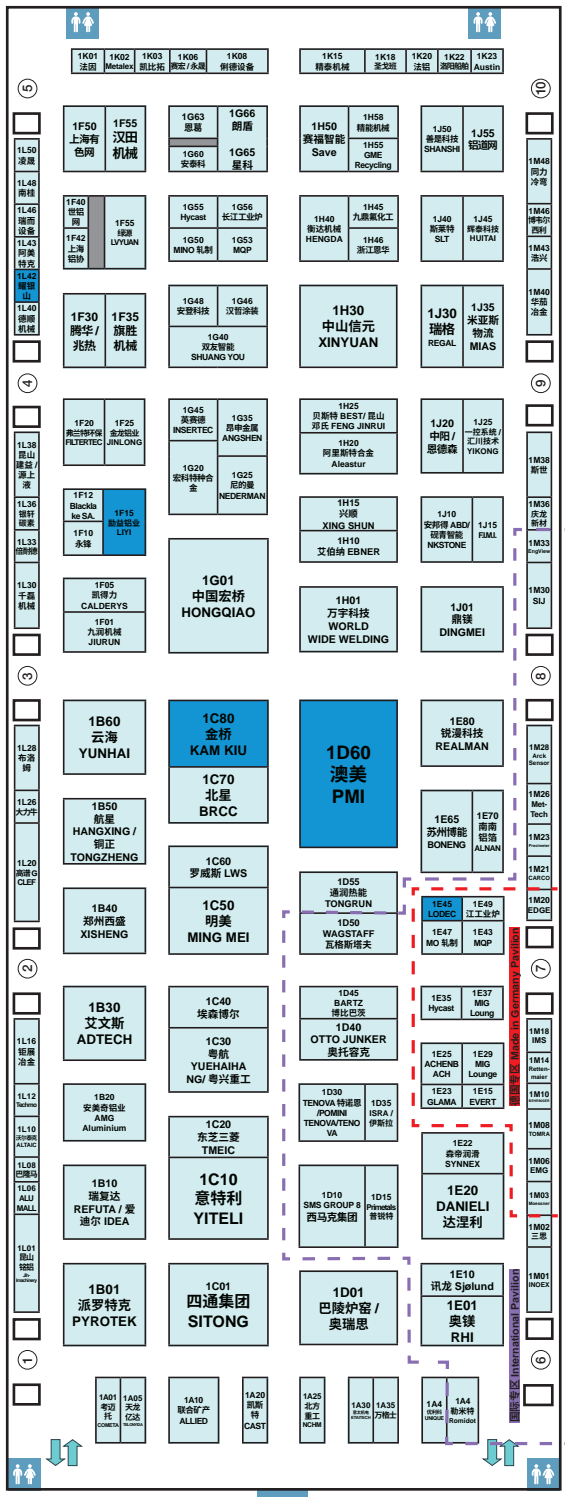 1K01
法因
1K02
Metalex
1K03
凯比拓
1K06
赛宏 / 永晟
1K08
俐德设备
1K15
精泰机械
1K18
圣戈班
1K20
法铝
1K22
洛阳船舶
1K23
Austin
5
10
1F50
上海有
色网
1F55
汉田
机械
1G63
恩葛
1G60
安泰科
1G66
朗盾
1G65
星科
1H50
赛福智能
Save
1H58
精能机械
1H55
GME
Recycling
1J50
善是科技
SHANSHI
1J55
铝道网
1L50
凌晟
1L48
南桂
1L46
瑞而
设备
1L43
阿美
特克
1L42
耀银
山
1L40
德顺
机械
1M48
同力
冷弯
1M46
博韦尔
西利
1M43
浩兴
1M40
华茄
冶金
1F40
世铝
网
1F42
上海
铝协
1F55
绿源
LVYUAN
1G55
Hycast
1G50
MINO 轧制
1G56
长江工业炉
1G53
MQP
1H40
衡达机械
HENGDA
1H45
九鼎氟化工
1H46
浙江恩华
1J40
斯莱特
SLT
1J45
辉泰科技
HUITAI
1F30
腾华 /
兆热
1F35
旗胜
机械
1G48
安登科技
1G46
汉哲涂装
1G40
双友智能
SHUANG YOU
1H30
中山信元
XINYUAN
1J30
瑞格
REGAL
1J35
米亚斯
物流
MIAS
4
9
1F20
弗兰特环保
FILTERTEC
1F25
金龙铝业
JINLONG
1G45
英赛德
INSERTEC
1G35
昂申金属
ANGSHEN
1G20
宏科特种合
金
1G25
尼的曼
NEDERMAN
1H25
贝斯特 BEST/ 昆山
邓氏 FENG JINRUI
1H20
阿里斯特合金
Aleastur
1J20
中阳 /
恩德森
1J25
一控系统 /
汇川技术
YIKONG
1L38
昆山
建益 /
源上
液
1L36
银轩
碳素
1L33
倍耐德
1L30
千磊
机械
1M38
斯世
1M36
庆龙
新材
1M33
EngView
1M30
SIJ
1F12
Blackla
ke SA.
1F10
永锋
1F15
励益铝业
LIYI
1H15
兴顺
XING SHUN
1H10
艾伯纳 EBNER
1J10
安邦得 ABD/
砚青智能
NKSTONE
1J15
F.I.M.I.
1F05
凯得力
CALDERYS
1F01
九润机械
JIURUN
1G01
中国宏桥
HONGQIAO
1H01
万宇科技
WORLD
WIDE WELDING
1J01
鼎镁
DINGMEI
3
8
1B60
云海
YUNHAI
1C80
金桥
KAM KIU
1C70
北星
BRCC
1D60
澳美
PMI
1E80
锐漫科技
REALMAN
1L28
布洛
姆
1L26
大力牛
1L20
高谱 G
CLEF
1M28
Arck
Sensor
1M26
Met-
Tech
1M23
1M21
CARCO
1M20
EDGE
1B50
航星
HANGXING /
铜正
TONGZHENG
1E65
苏州博能
BONENG
1E70
南南
铝箔
ALNAN
1C60
罗威斯 LWS
1C50
明美
MING MEI
1D55
通润热能
TONGRUN
1D50
WAGSTAFF
瓦格斯塔夫
1B40
郑州西盛
XISHENG
1E45
LODEC
1E49
江工业炉
1E47
MO 轧制
1E43
MQP
2
7
德国专区 Made in Germany Pavilion
1B30
艾文斯
ADTECH
1C40
埃森博尔
1C30
粤航
YUEHAIHA
NG/ 粤兴重工
1D45
BARTZ
博比巴茨
1D40
OTTO JUNKER
奥托容克
1E35
Hycast
1E37
MIG
Loung
1E25
ACHENB
ACH
1E29
MIG
Lounge
1E23
GLAMA
1E15
EVERT
1L16
钜展
冶金
1L12
Techmo
1L10
沃尔泰克
ALTAIC
1L08
巴隆马
1L06
ALU
MALL
1L01
昆山
铭铝
1M18
IMS
1M14
Retten-
maier
1M10
1M08
TOMRA
1M06
EMG
1M03
1M02
三思
1M01
INOEX
1B20
安美奇铝业
AMG
Aluminium
1C20
东芝三菱
TMEIC
1C10
意特利
YITELI
1D30
TENOVA 特诺恩
/POMINI
TENOVA/TENO
VA
1D35
ISRA /
伊斯拉
1E22
森帝润滑
SYNNEX
1E20
DANIELI
达涅利
1B10
瑞复达
REFUTA / 爱
迪尔 IDEA
1D10
SMS GROUP 8
西马克集团
1D15
Primetals
普锐特
1B01
派罗特克
PYROTEK
1C01
四通集团
SITONG
1D01
巴陵炉窑 /
奥瑞思
1E10
讯龙 Sjølund
1E01
奥镁
RHI
国际专区 International Pavilion
1
6
1A01
考迈
托
COMETA
1A05
天龙
亿达
1A10
联合矿产
ALLIED
1A20
凯斯
特
CAST
1A25
北方
重工
NCHM
1A30
1A35
万格士
1A4
UNIQUE
1A4
勒米特
Romidot